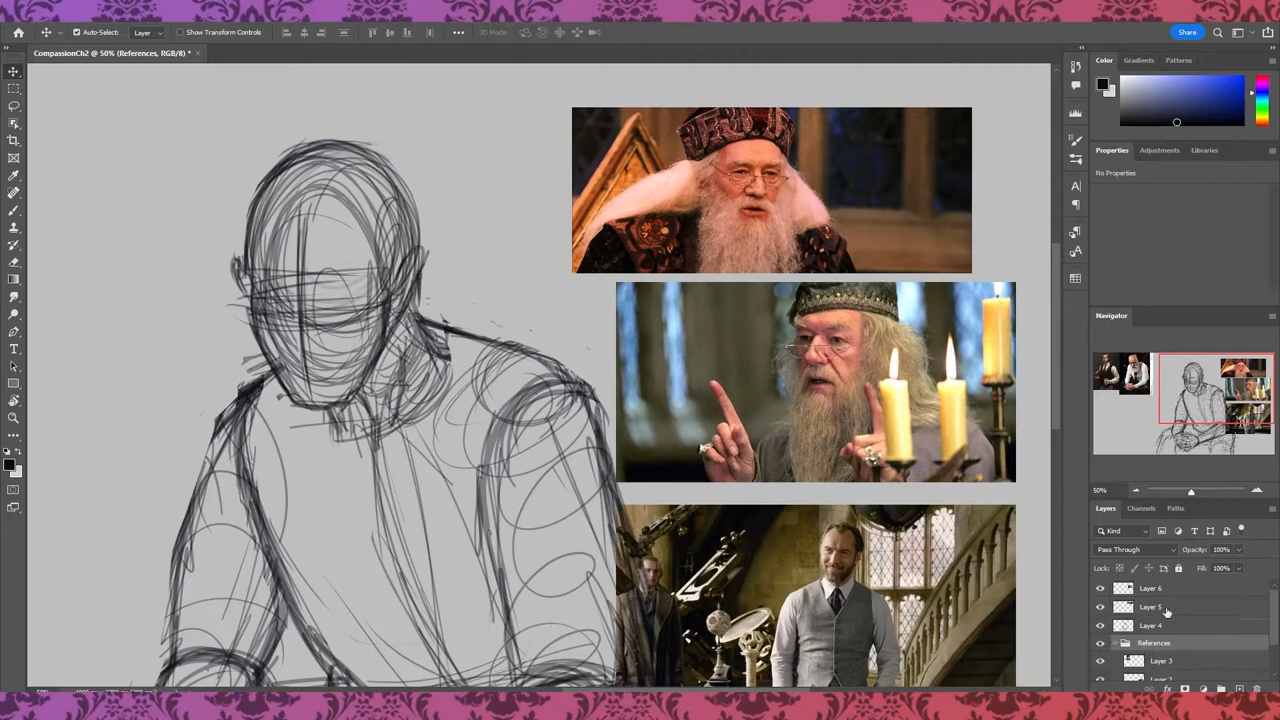 Auto-Select: Layer Show Transform Controls 3D Mode: Share
CompassionCh2 @ 50% (References, RGB/8) *
Color Gradients Patterns
Properties Adjustments Libraries
No Properties
Navigator
50%
Layers Channels Paths
Kind
Pass Through Opacity: 100%
Lock: Fill: 100%
Layer 6
Layer 5
Layer 4
References
Layer 3